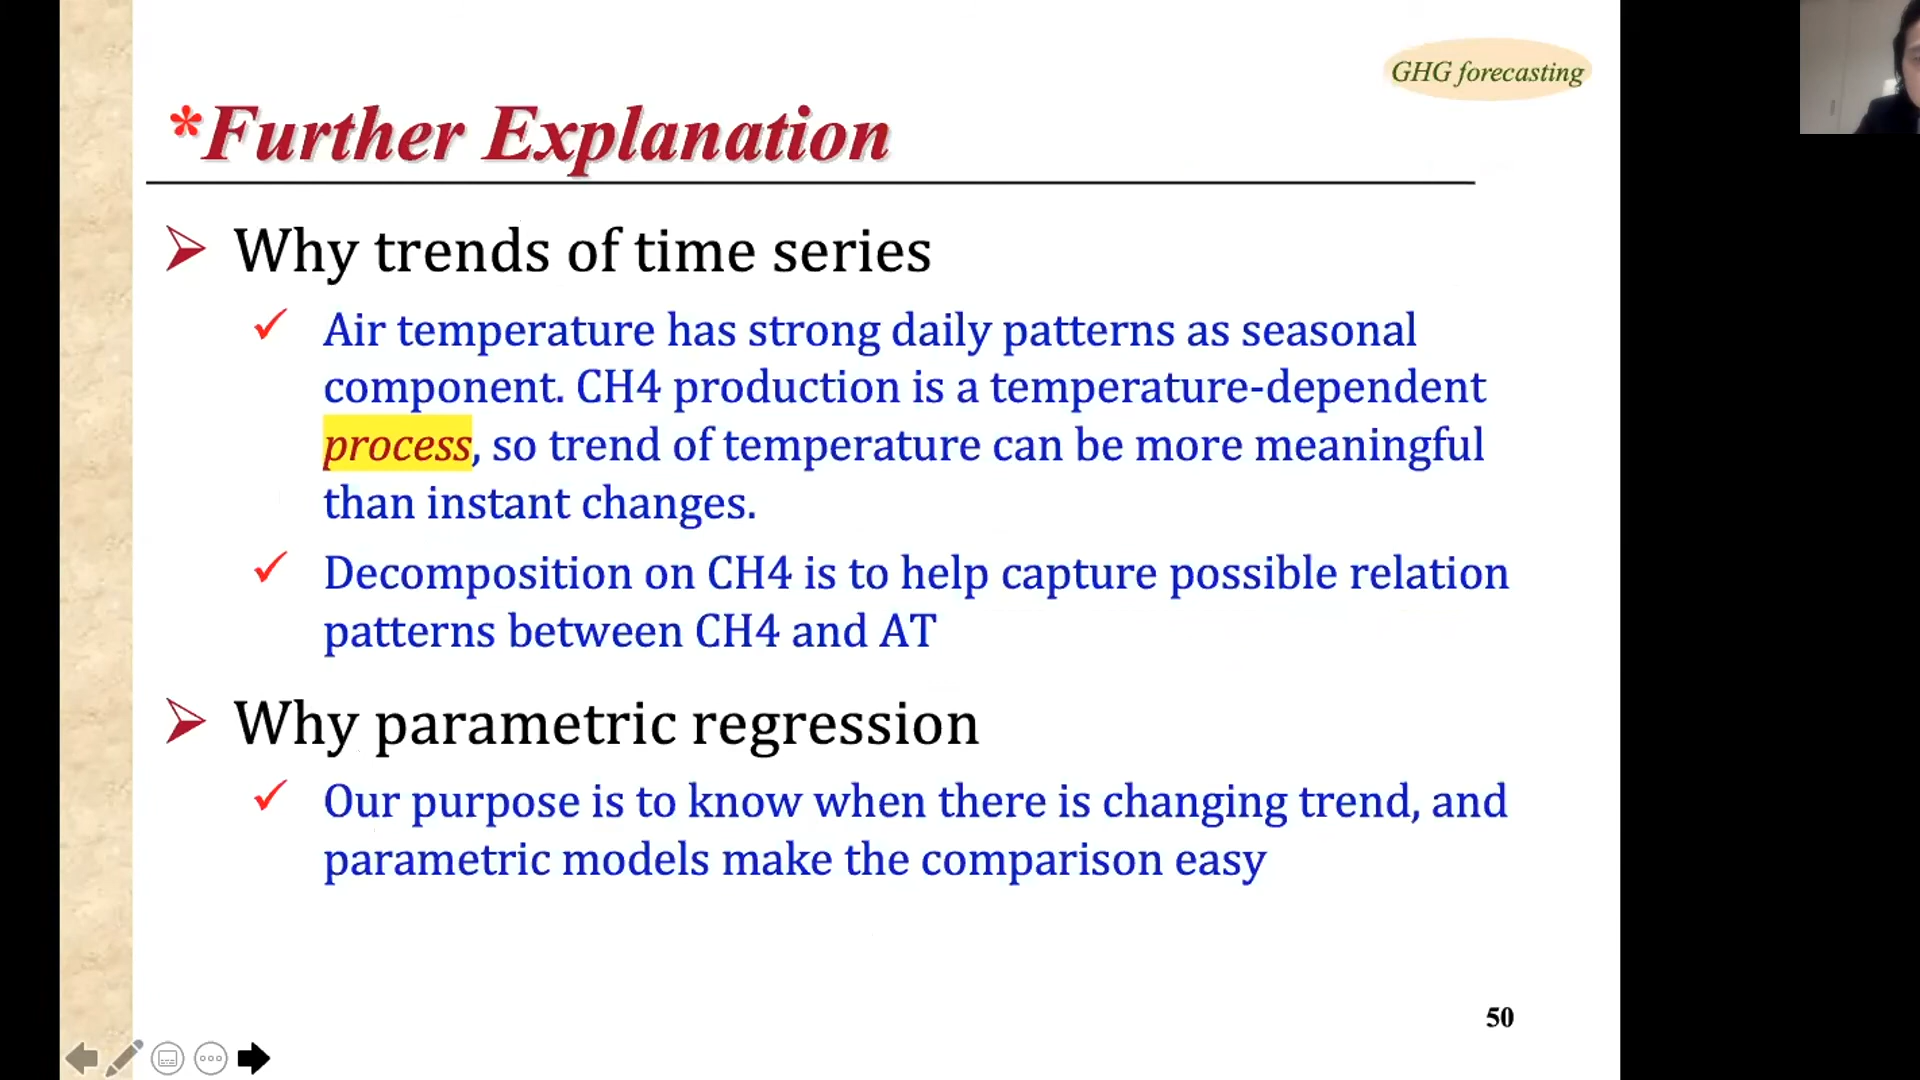 GHG forecasting
*Further Explanation
Why trends of time series
Air temperature has strong daily patterns as seasonal
component. CH4 production is a temperature-dependent
process, so trend of temperature can be more meaningful
than instant changes.
Decomposition on CH4 is to help capture possible relation
patterns between CH4 and AT
Why parametric regression
Our purpose is to know when there is changing trend, and
parametric models make the comparison easy
50